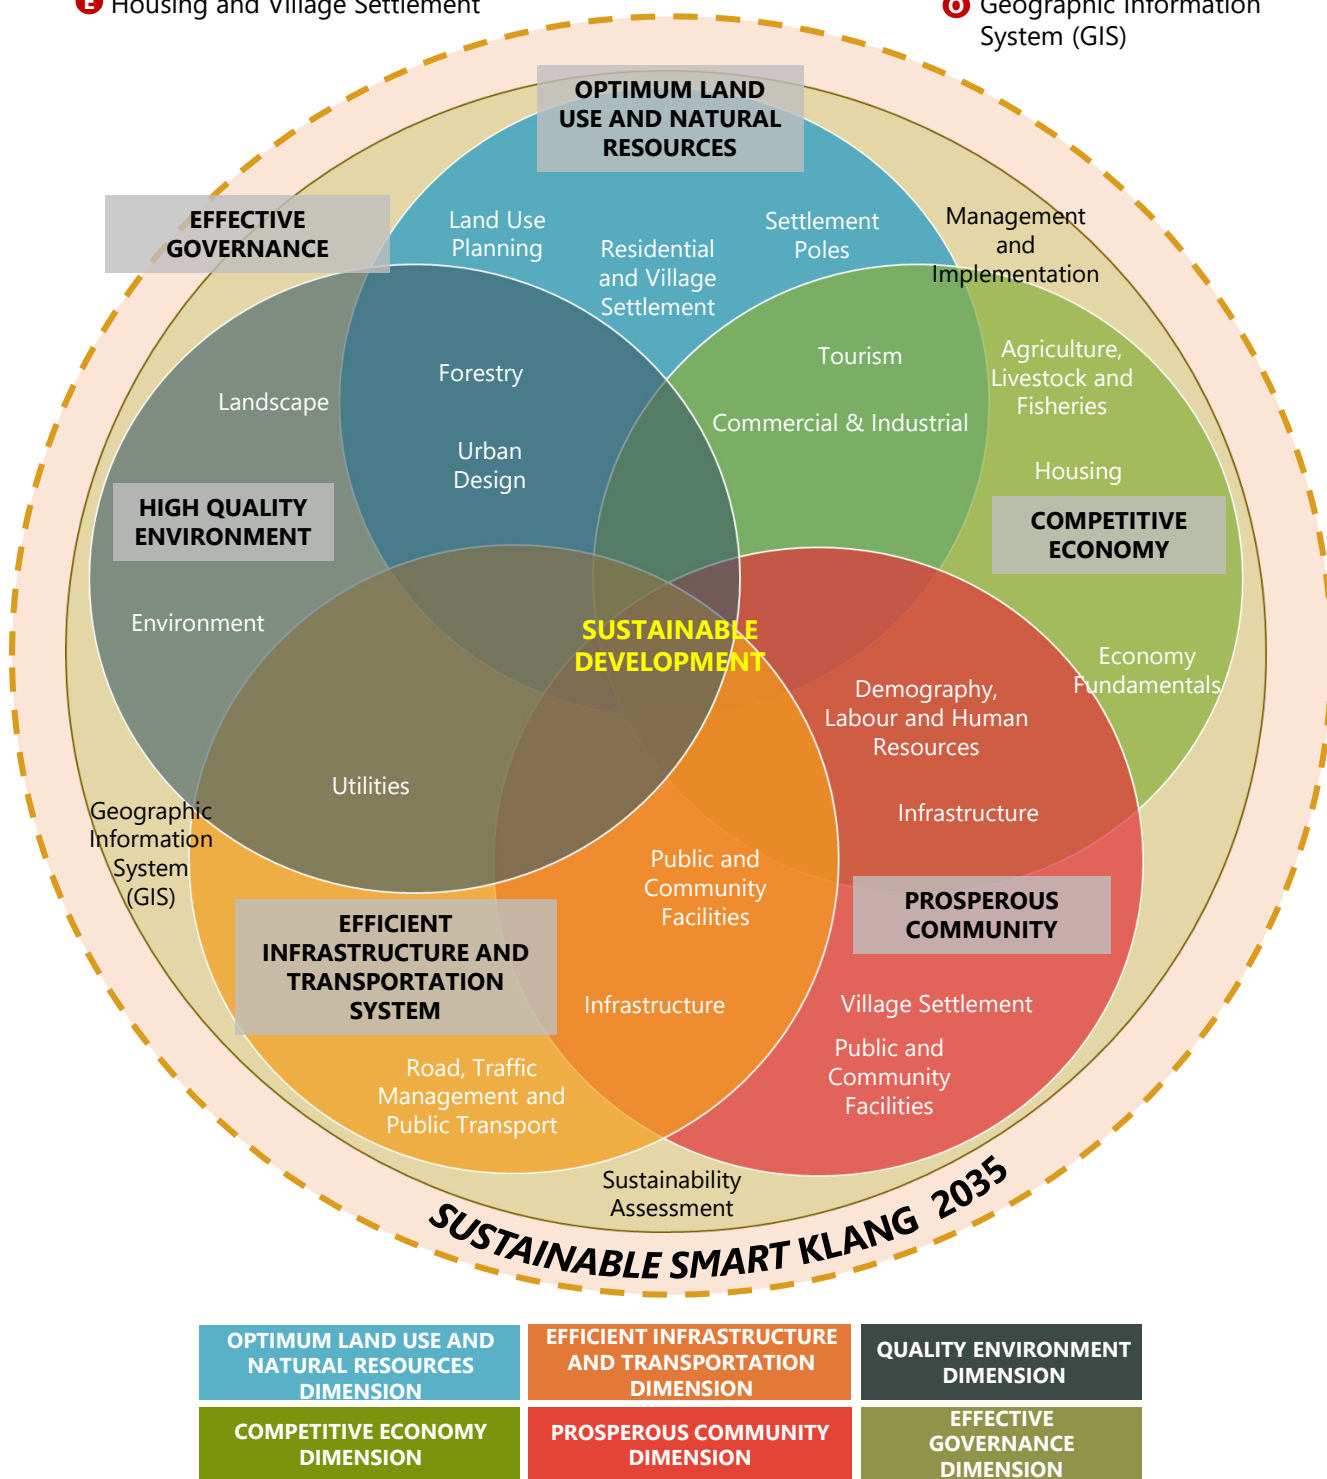 E Housing and Village Settlement
O Geographic Information
System (GIS)
OPTIMUM LAND
USE AND NATURAL
RESOURCES
EFFECTIVE
GOVERNANCE
Land Use
Planning
Residential
and Village
Settlement
Settlement
Poles
Management
and
Implementation
Landscape
Forestry
Urban
Design
Tourism
Commercial & Industrial
Agriculture,
Livestock and
Fisheries
Housing
HIGH QUALITY
ENVIRONMENT
COMPETITIVE
ECONOMY
Environment
SUSTAINABLE
DEVELOPMENT
Economy
Fundamentals
Demography,
Labour and Human
Resources
Utilities
Infrastructure
Geographic
Information
System
(GIS)
Public and
Community
Facilities
PROSPEROUS
COMMUNITY
EFFICIENT
INFRASTRUCTURE AND
TRANSPORTATION
SYSTEM
Infrastructure
Village Settlement
Public and
Community
Facilities
Road, Traffic
Management and
Public Transport
Sustainability
Assessment
SUSTAINABLE SMART KLANG 2035
OPTIMUM LAND USE AND
NATURAL RESOURCES
DIMENSION
EFFICIENT INFRASTRUCTURE
AND TRANSPORTATION
DIMENSION
QUALITY ENVIRONMENT
DIMENSION
COMPETITIVE ECONOMY
DIMENSION
PROSPEROUS COMMUNITY
DIMENSION
EFFECTIVE
GOVERNANCE
DIMENSION